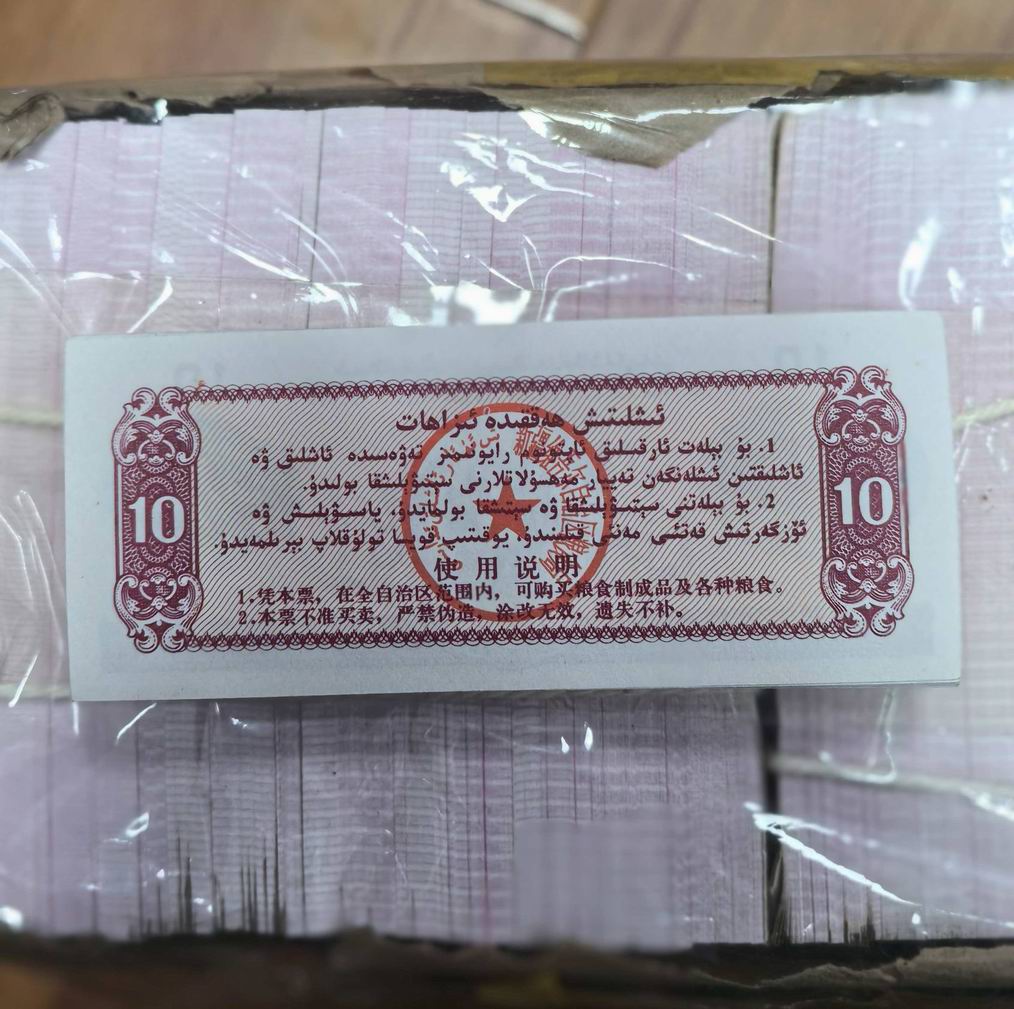 ئىشلىتىش ھەققىدە ئىزاھات
1. بۇ بېلەت ئارقىلىق ئاپتونوم رايونىمىز تەۋەسىدە ئاشلىق ۋە
ئاشلىقتىن ئىشلەنگەن تەييار مەھسۇلاتلارنى سېتىۋېلىشقا بولىدۇ.
2. بۇ بېلەتنى سېتىۋېلىشقا ۋە سېتىشقا بولمايدۇ، ياسىۋېلىش ۋە
ئۆزگەرتىش قەتئىي مەنئى قىلىنىدۇ، يوقىتىپ قويسا تولۇقلاپ بېرىلمەيدۇ.
10
10
使用说明
1.凭本票，在全自治区范围内，可购买粮食制成品及各种粮食。
2.本票不准买卖，严禁伪造，涂改无效，遗失不补。